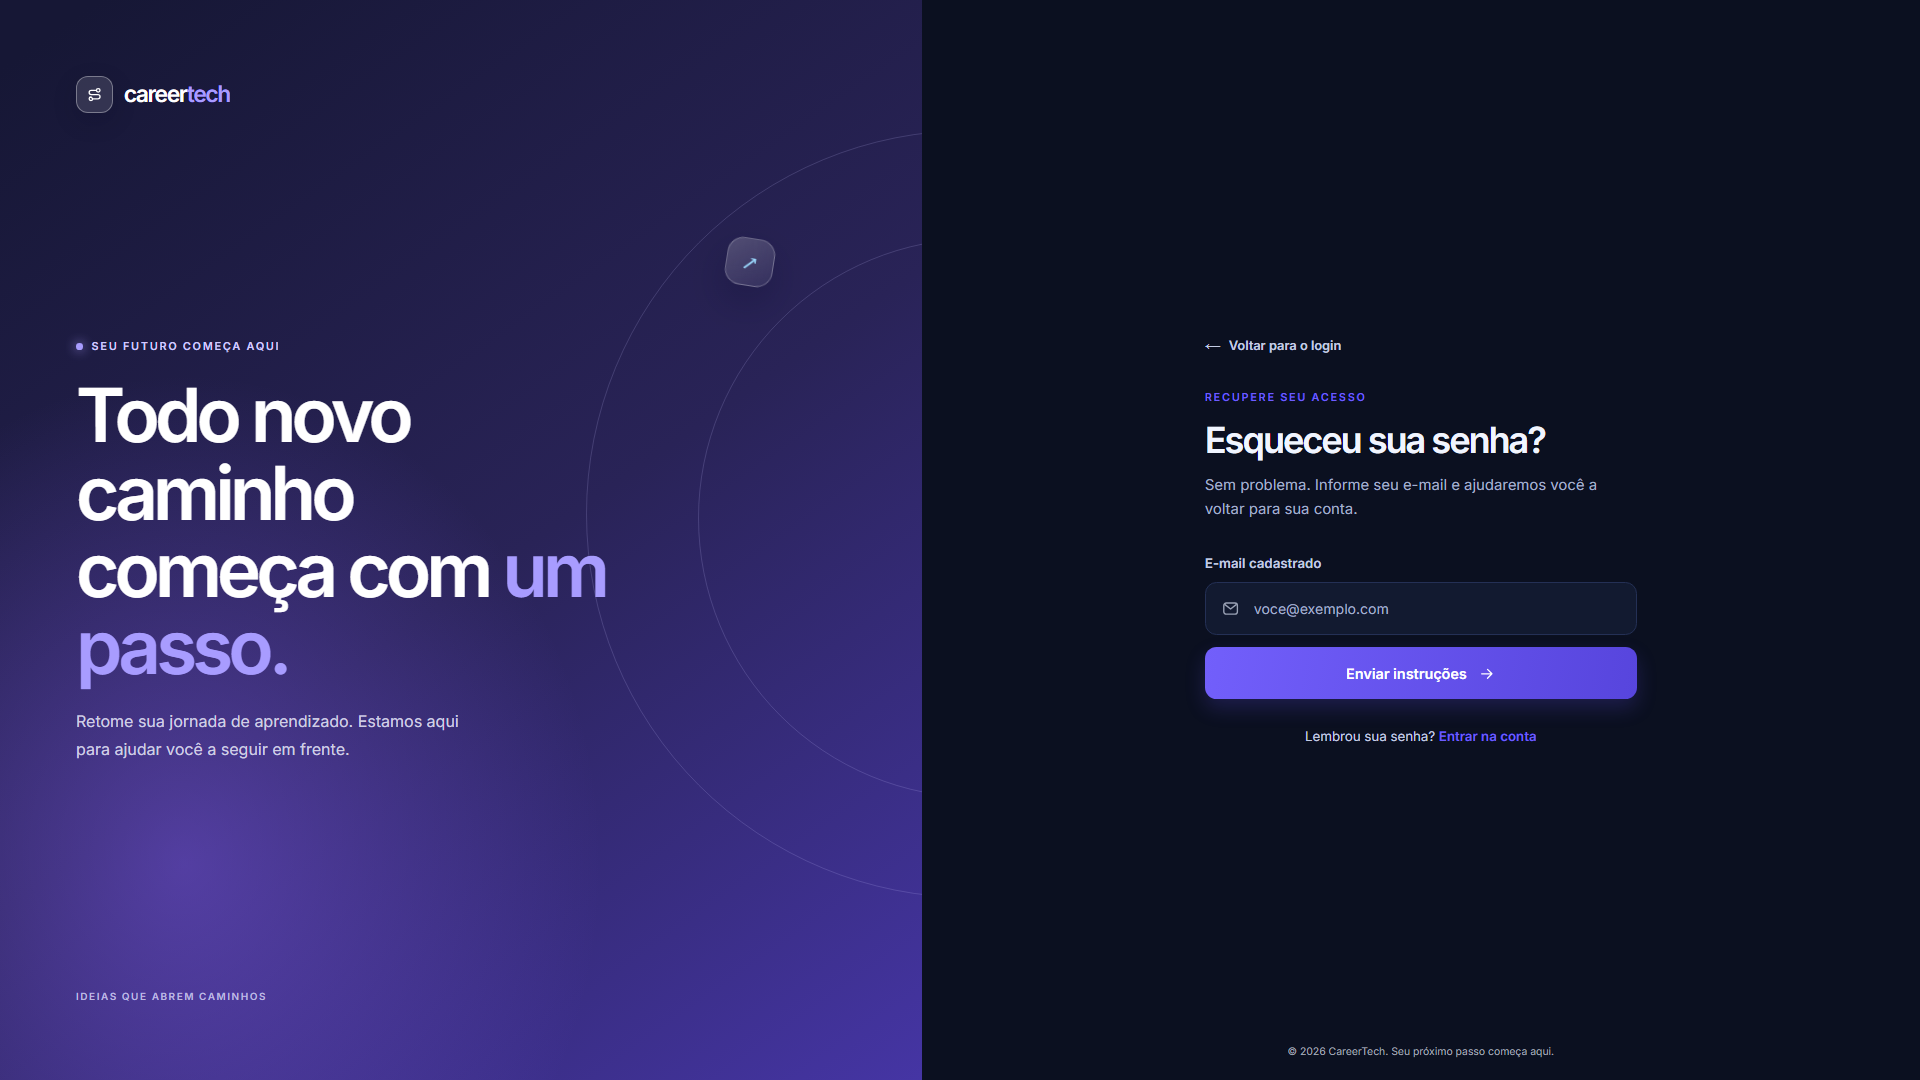 careertech
SEU FUTURO COMEÇA AQUI
Todo novo
caminho
começa com um
passo.
Retome sua jornada de aprendizado. Estamos aqui
para ajudar você a seguir em frente.
IDEIAS QUE ABREM CAMINHOS
← Voltar para o login
RECUPERE SEU ACESSO
Esqueceu sua senha?
Sem problema. Informe seu e-mail e ajudaremos você a
voltar para sua conta.
E-mail cadastrado
voce@exemplo.com
Enviar instruções →
Lembrou sua senha? Entrar na conta
© 2026 CareerTech. Seu próximo passo começa aqui.